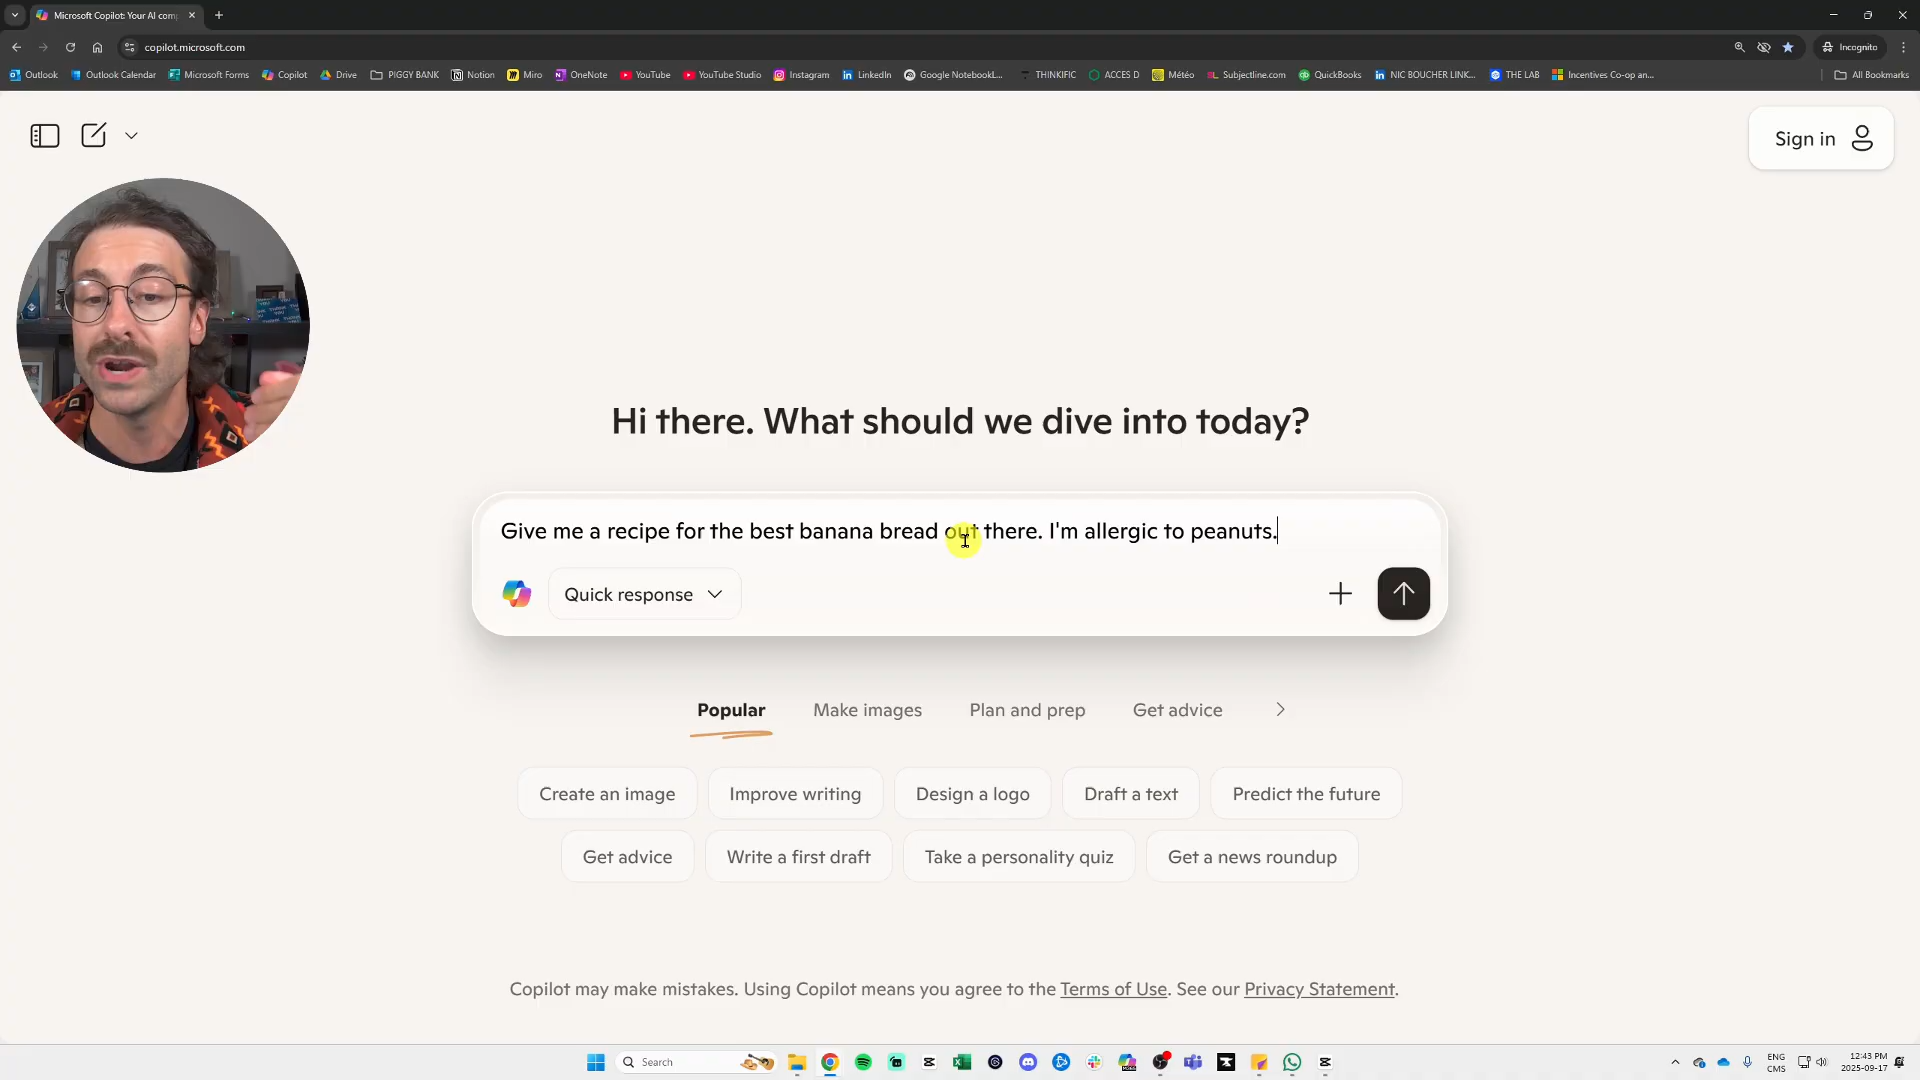 Microsoft Copilot: Your AI comp
copilot.microsoft.com
Incognito
Outlook
Outlook Calendar
Microsoft Forms
Copilot
Drive
PIGGY BANK
Notion
Miro
OneNote
YouTube
YouTube Studio
Instagram
LinkedIn
Google NotebookL...
THINKIFIC
ACCES D
Météo
Subjectline.com
QuickBooks
NIC BOUCHER LINK...
THE LAB
Incentives Co-op an...
All Bookmarks
Sign in
Hi there. What should we dive into today?
Give me a recipe for the best banana bread out there. I'm allergic to peanuts.
Quick response
Popular
Make images
Plan and prep
Get advice
Create an image
Improve writing
Design a logo
Draft a text
Predict the future
Get advice
Write a first draft
Take a personality quiz
Get a news roundup
Copilot may make mistakes. Using Copilot means you agree to the Terms of Use. See our Privacy Statement.
Search
ENG
CMS
12:43 PM
2025-09-17